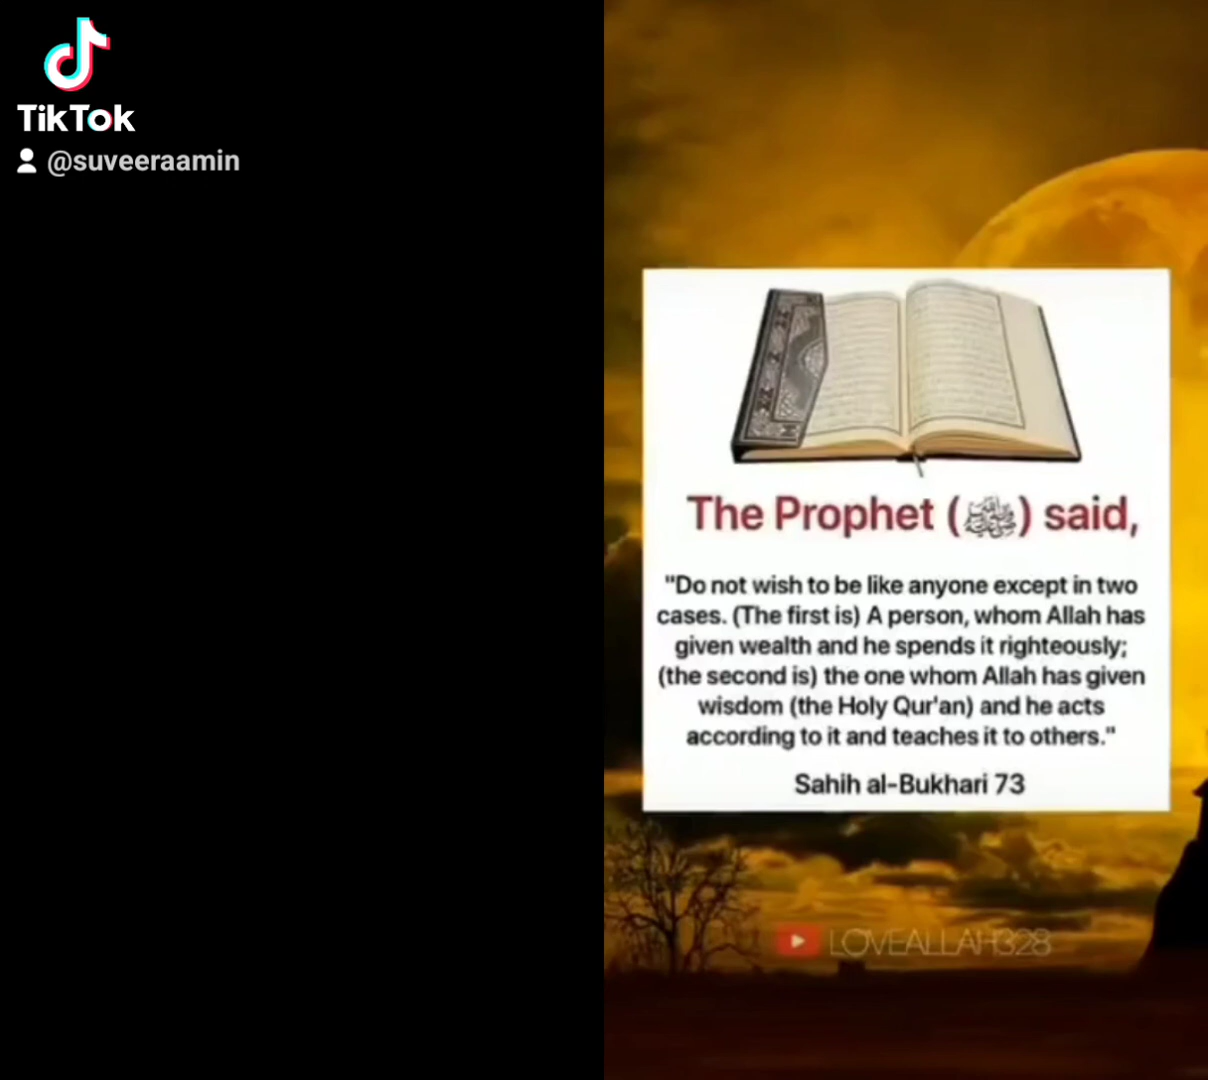 TikTok
@suveeraamin
The Prophet (ﷺ) said,
"Do not wish to be like anyone except in two
cases. (The first is) A person, whom Allah has
given wealth and he spends it righteously;
(the second is) the one whom Allah has given
wisdom (the Holy Qur'an) and he acts
according to it and teaches it to others."
Sahih al-Bukhari 73
LOVEALLAH328